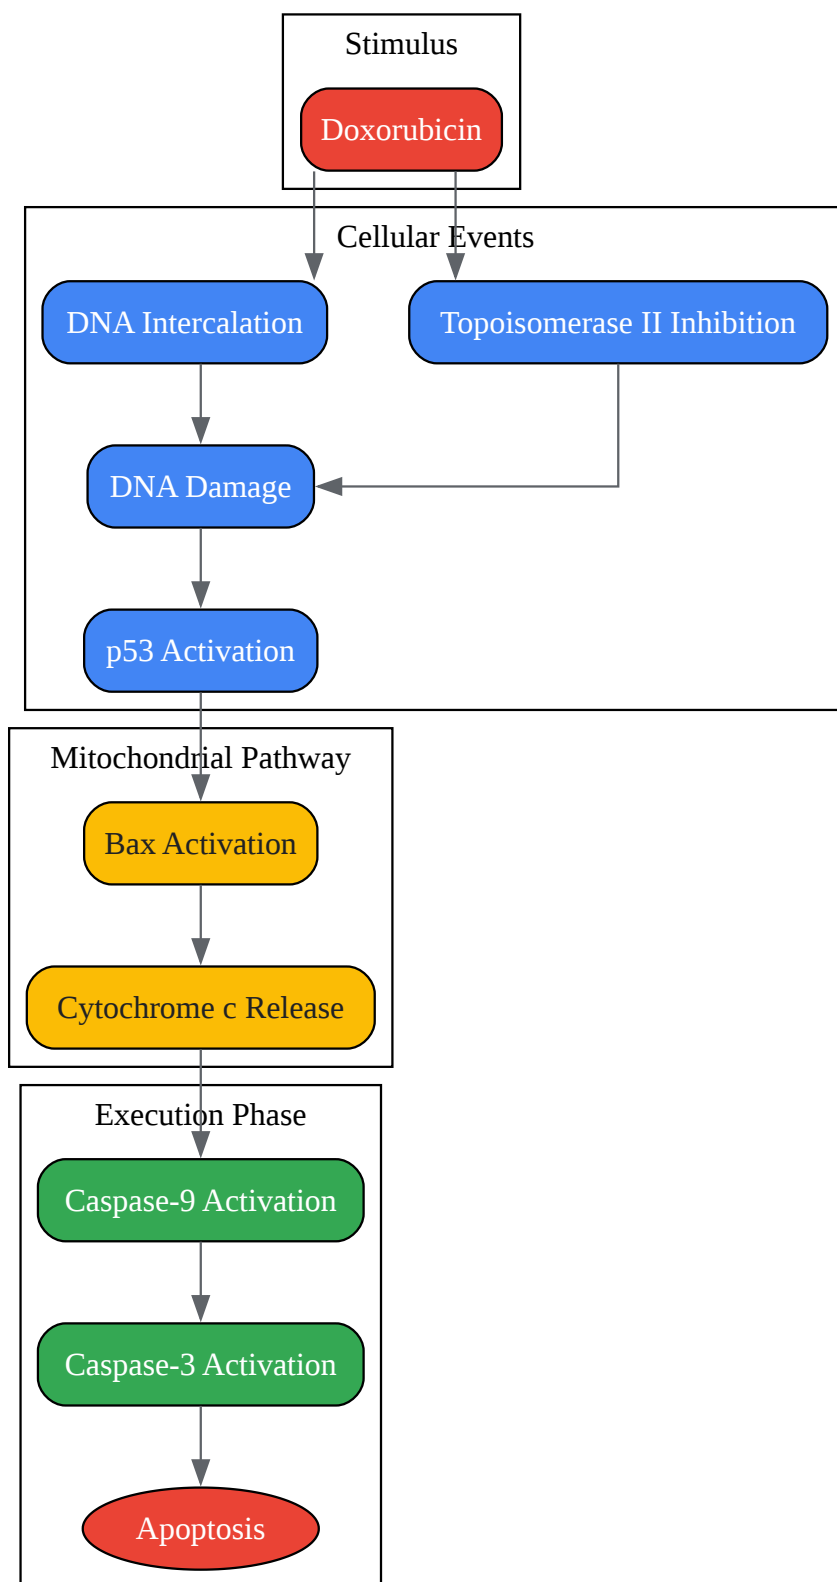 Stimulus
Doxorubicin
Cellular Events
DNA Intercalation
Topoisomerase II Inhibition
DNA Damage
p53 Activation
Mitochondrial Pathway
Bax Activation
Cytochrome c Release
Execution Phase
Caspase-9 Activation
Caspase-3 Activation
Apoptosis